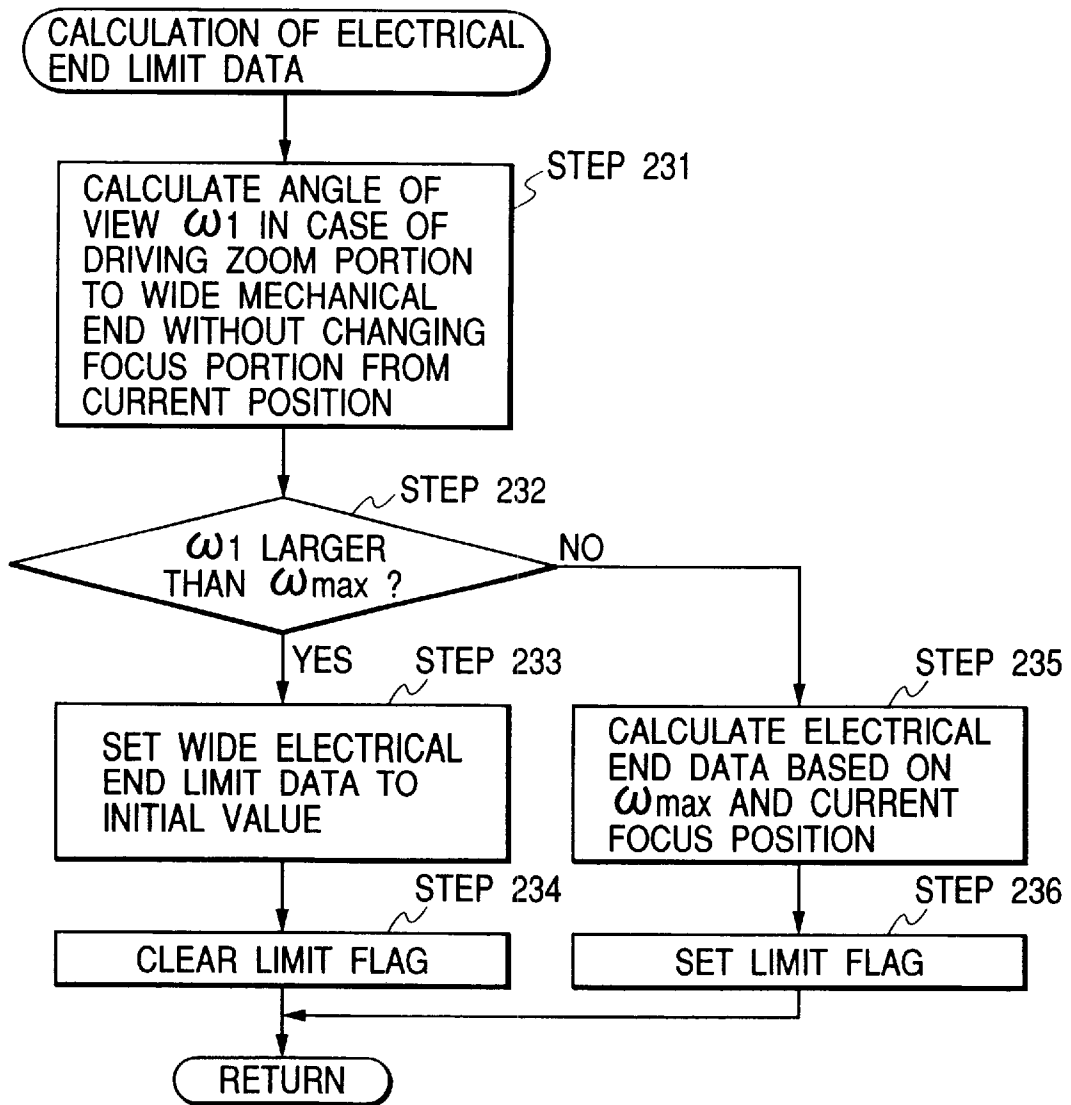 CALCULATION OF ELECTRICAL
END LIMIT DATA
STEP 231
CALCULATE ANGLE OF
VIEW ω1 IN CASE OF
DRIVING ZOOM PORTION
TO WIDE MECHANICAL
END WITHOUT CHANGING
FOCUS PORTION FROM
CURRENT POSITION
STEP 232
ω1 LARGER
THAN ωmax ?
NO
YES
STEP 233
SET WIDE ELECTRICAL
END LIMIT DATA TO
INITIAL VALUE
STEP 234
CLEAR LIMIT FLAG
STEP 235
CALCULATE ELECTRICAL
END DATA BASED ON
ωmax AND CURRENT
FOCUS POSITION
STEP 236
SET LIMIT FLAG
RETURN